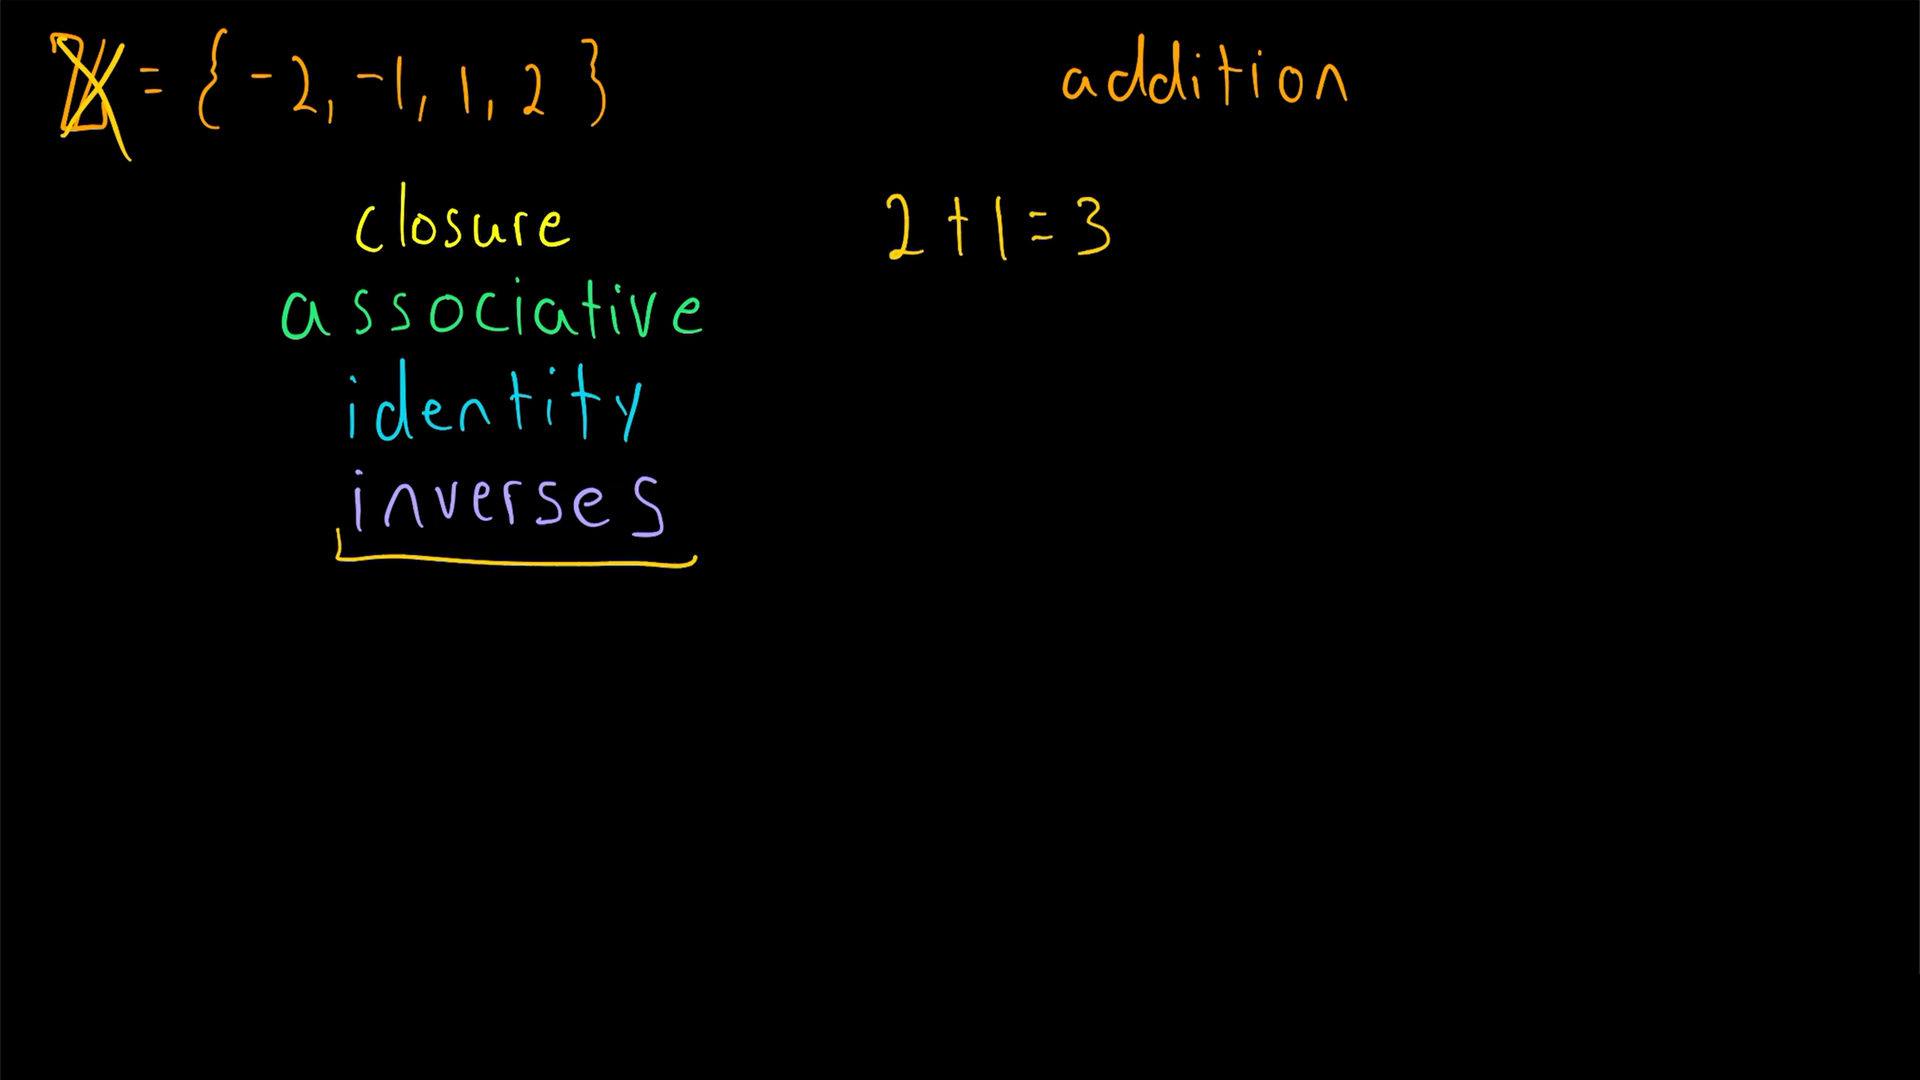 ℤ = { -2, -1, 1, 2 }
addition
closure
2 + 1 = 3
associative
identity
inverses